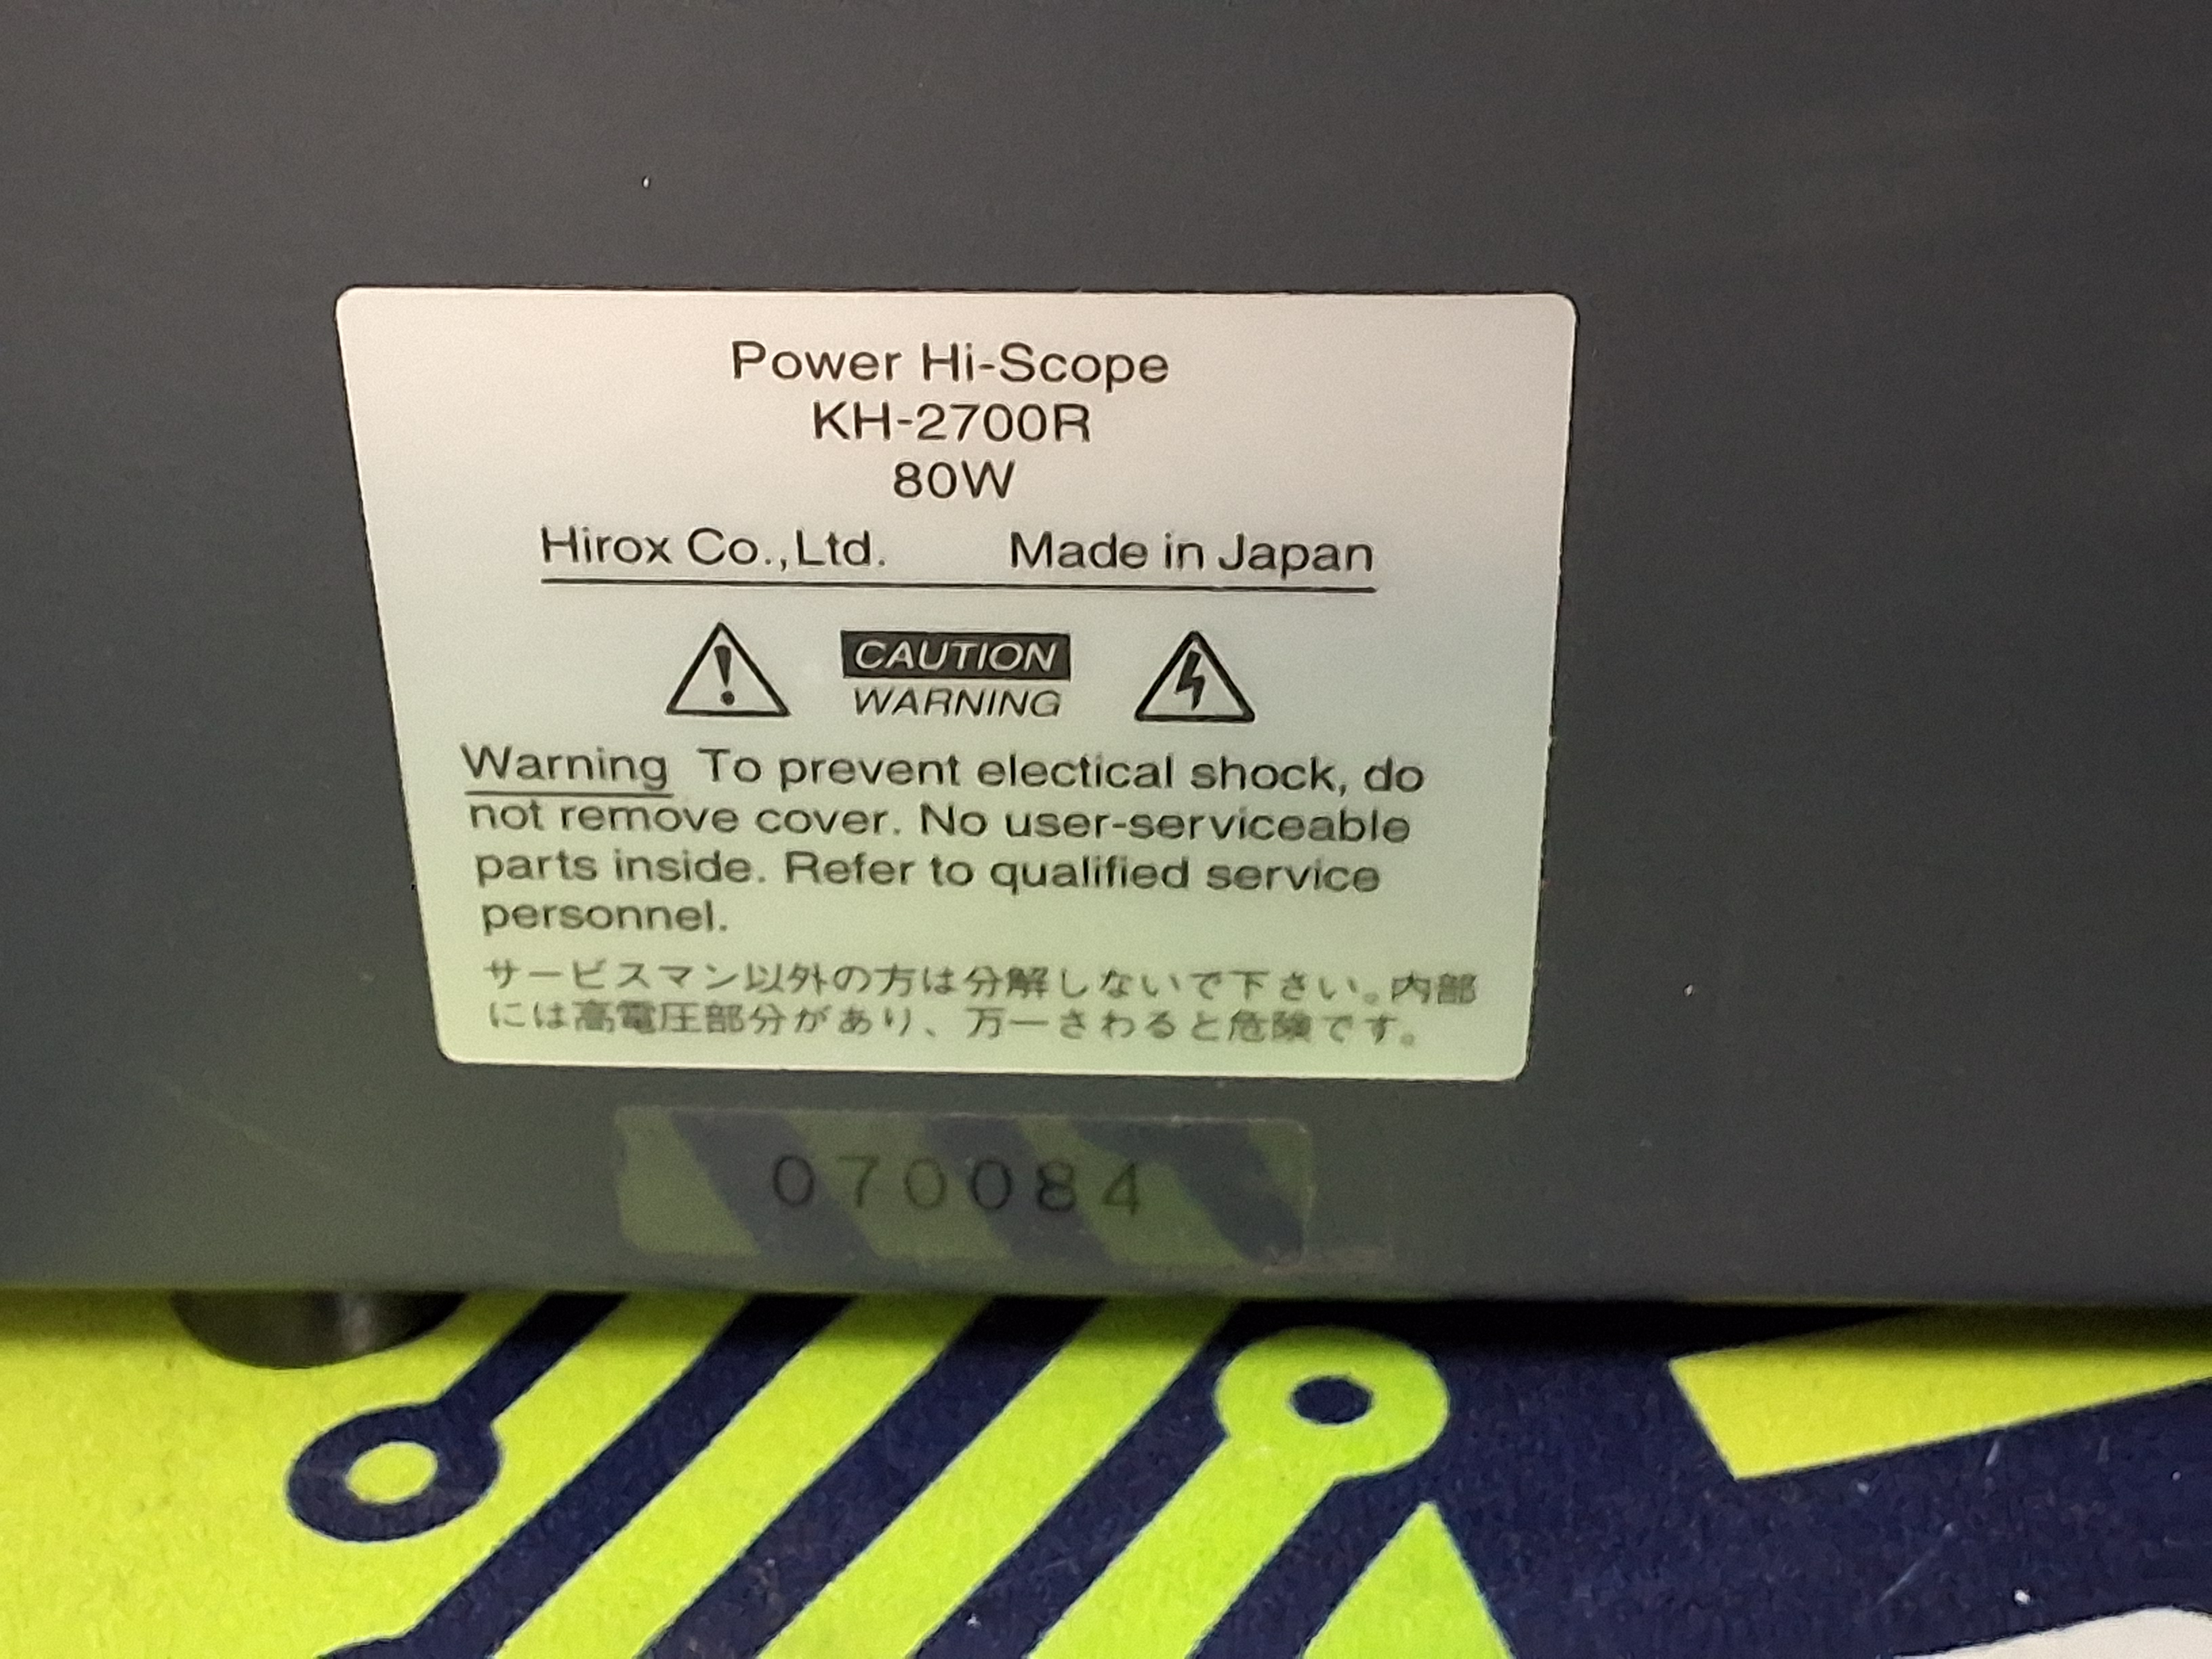 Power Hi-Scope
KH-2700R
80W
Hirox Co.,Ltd. Made in Japan
CAUTION
WARNING
Warning To prevent electical shock, do
not remove cover. No user-serviceable
parts inside. Refer to qualified service
personnel.
サービスマン以外の方は分解しないで下さい。内部
には高電圧部分があり、万一さわると危険です。
070084